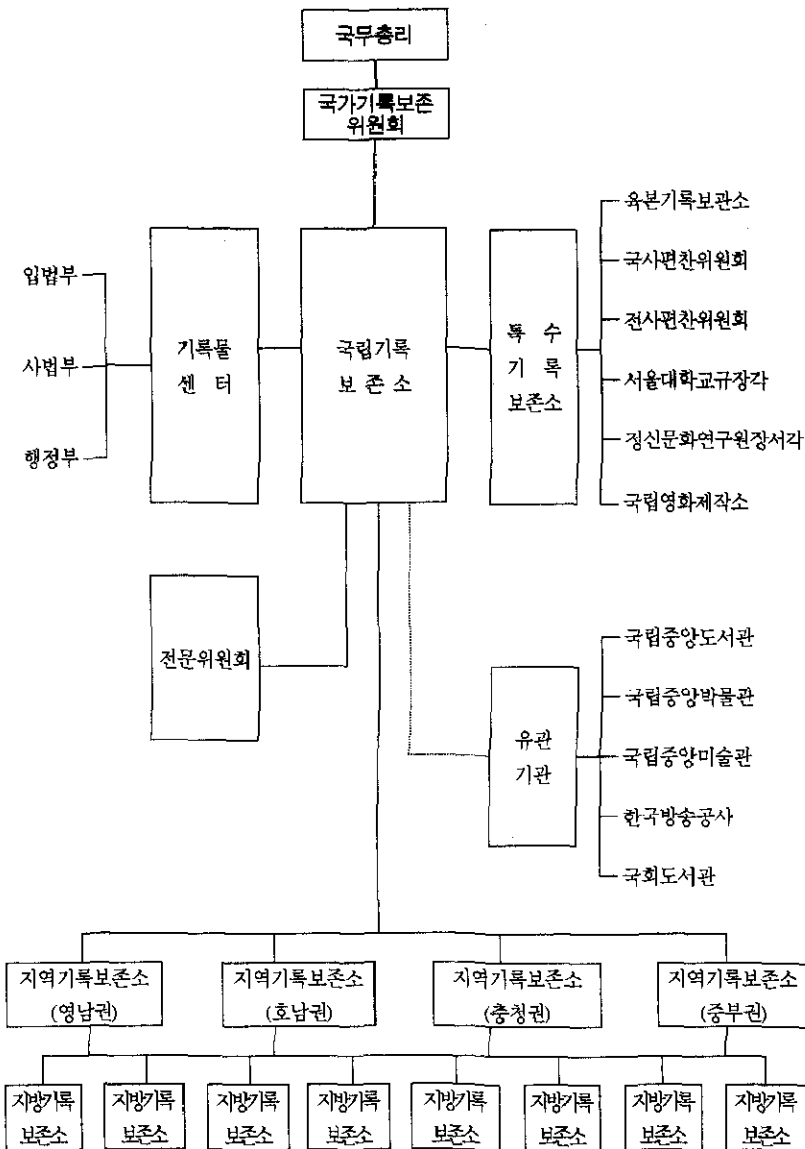 국무총리
국가기록보존
위원회
입법부
사법부
행정부
기록물
센 터
국립기록
보 존 소
특 수
기 록
보존소
육본기록보관소
국사편찬위원회
전사편찬위원회
서울대학교규장각
정신문화연구원장서각
국립영화제작소
전문위원회
유관
기관
국립중앙도서관
국립중앙박물관
국립중앙미술관
한국방송공사
국회도서관
지역기록보존소
(영남권)
지역기록보존소
(호남권)
지역기록보존소
(충청권)
지역기록보존소
(중부권)
지방기록
보존소
지방기록
보존소
지방기록
보존소
지방기록
보존소
지방기록
보존소
지방기록
보존소
지방기록
보존소
지방기록
보존소